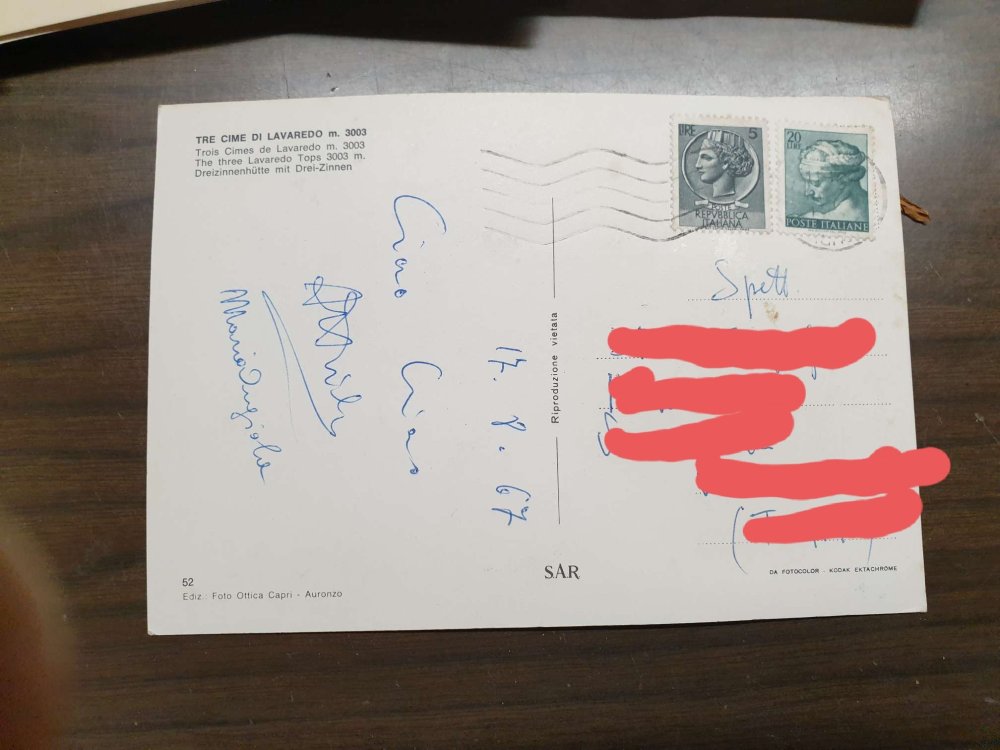 TRE CIME DI LAVAREDO m. 3003
Trois Cimes de Lavaredo m. 3003
The three Lavaredo Tops 3003 m.
Dreizinnenhütte mit Drei-Zinnen
LIRE 5
POSTE
REPVBBLICA
ITALIANA
20
LIRE
POSTE ITALIANE
Spett.
17. 8. 67
Ciao Ciao
Mariangiola
Riproduzione vietata
52
Ediz.: Foto Ottica Capri - Auronzo
SAR
DA FOTOCOLOR - KODAK EKTACHROME